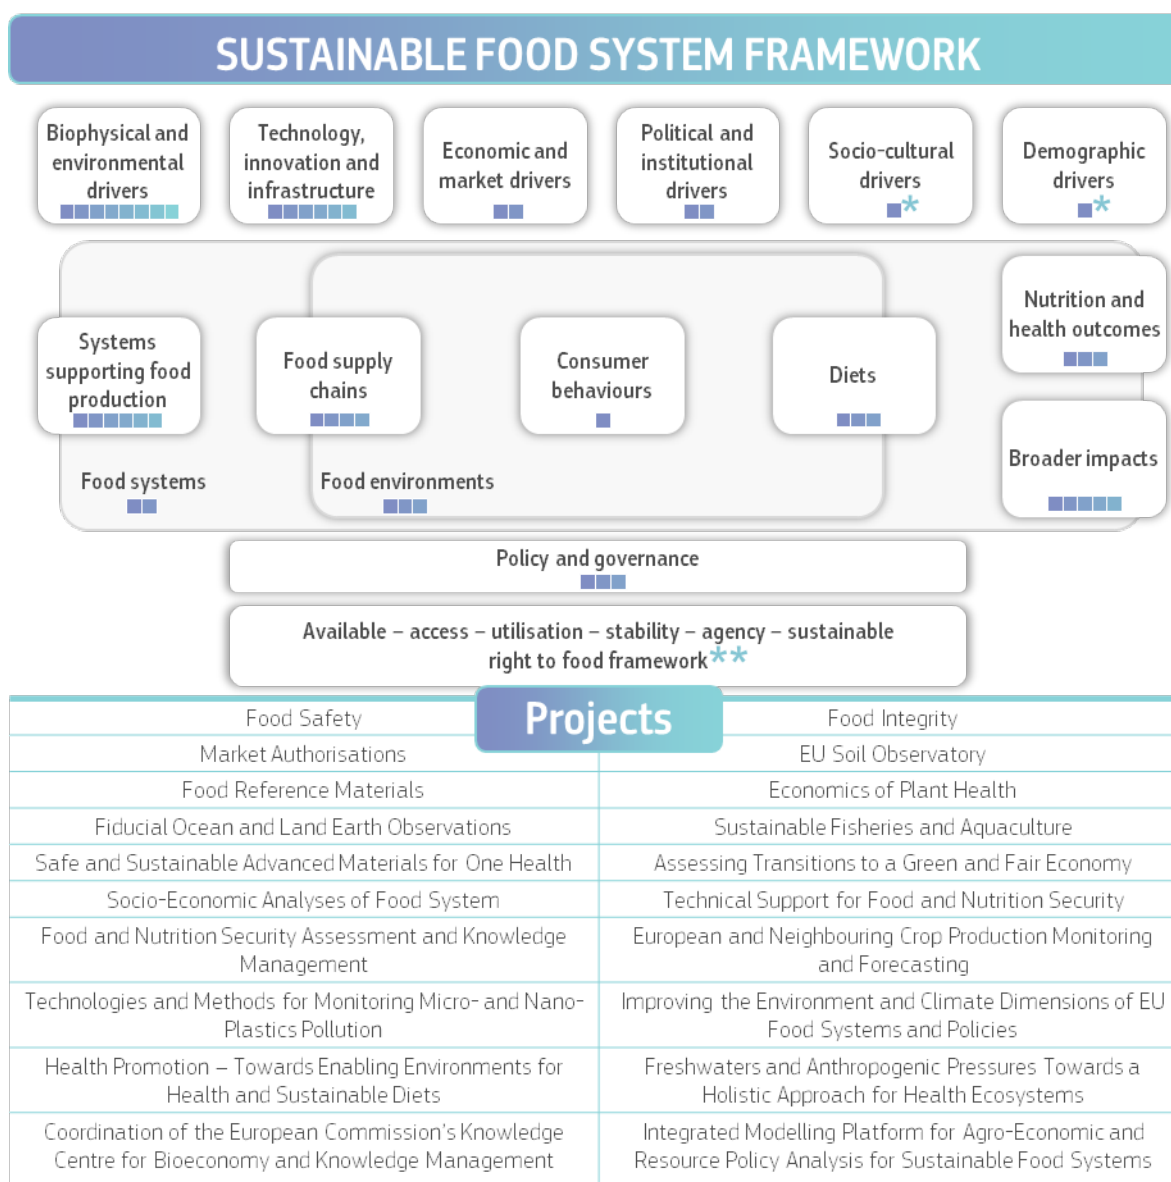 SUSTAINABLE FOOD SYSTEM FRAMEWORK
Biophysical and
environmental
drivers
Technology,
innovation and
infrastructure
Economic and
market drivers
Political and
institutional
drivers
Socio-cultural
drivers
*
Demographic
drivers
*
Systems
supporting food
production
Food supply
chains
Consumer
behaviours
Diets
Nutrition and
health outcomes
Broader impacts
Food systems
Food environments
Policy and governance
Available – access – utilisation – stability – agency – sustainable
right to food framework**
Projects
Food Safety
Food Integrity
Market Authorisations
EU Soil Observatory
Food Reference Materials
Economics of Plant Health
Fiducial Ocean and Land Earth Observations
Sustainable Fisheries and Aquaculture
Safe and Sustainable Advanced Materials for One Health
Assessing Transitions to a Green and Fair Economy
Socio-Economic Analyses of Food System
Technical Support for Food and Nutrition Security
Food and Nutrition Security Assessment and Knowledge
Management
European and Neighbouring Crop Production Monitoring
and Forecasting
Technologies and Methods for Monitoring Micro- and Nano-
Plastics Pollution
Improving the Environment and Climate Dimensions of EU
Food Systems and Policies
Health Promotion – Towards Enabling Environments for
Health and Sustainable Diets
Freshwaters and Anthropogenic Pressures Towards a
Holistic Approach for Health Ecosystems
Coordination of the European Commission's Knowledge
Centre for Bioeconomy and Knowledge Management
Integrated Modelling Platform for Agro-Economic and
Resource Policy Analysis for Sustainable Food Systems